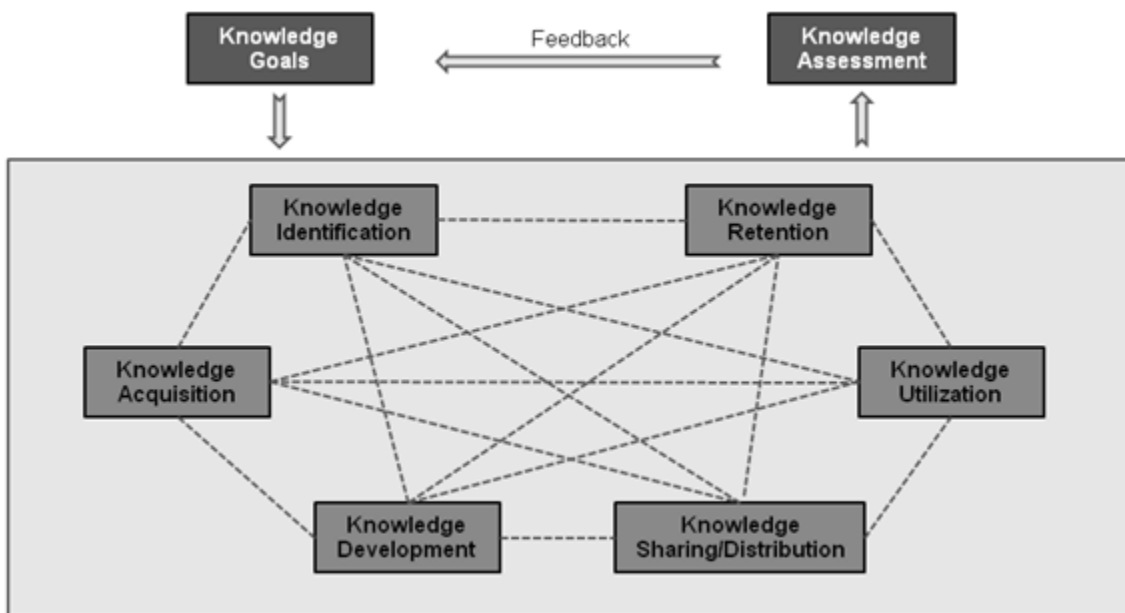 Knowledge
Goals
Feedback
Knowledge
Assessment
Knowledge
Identification
Knowledge
Retention
Knowledge
Acquisition
Knowledge
Utilization
Knowledge
Development
Knowledge
Sharing/Distribution